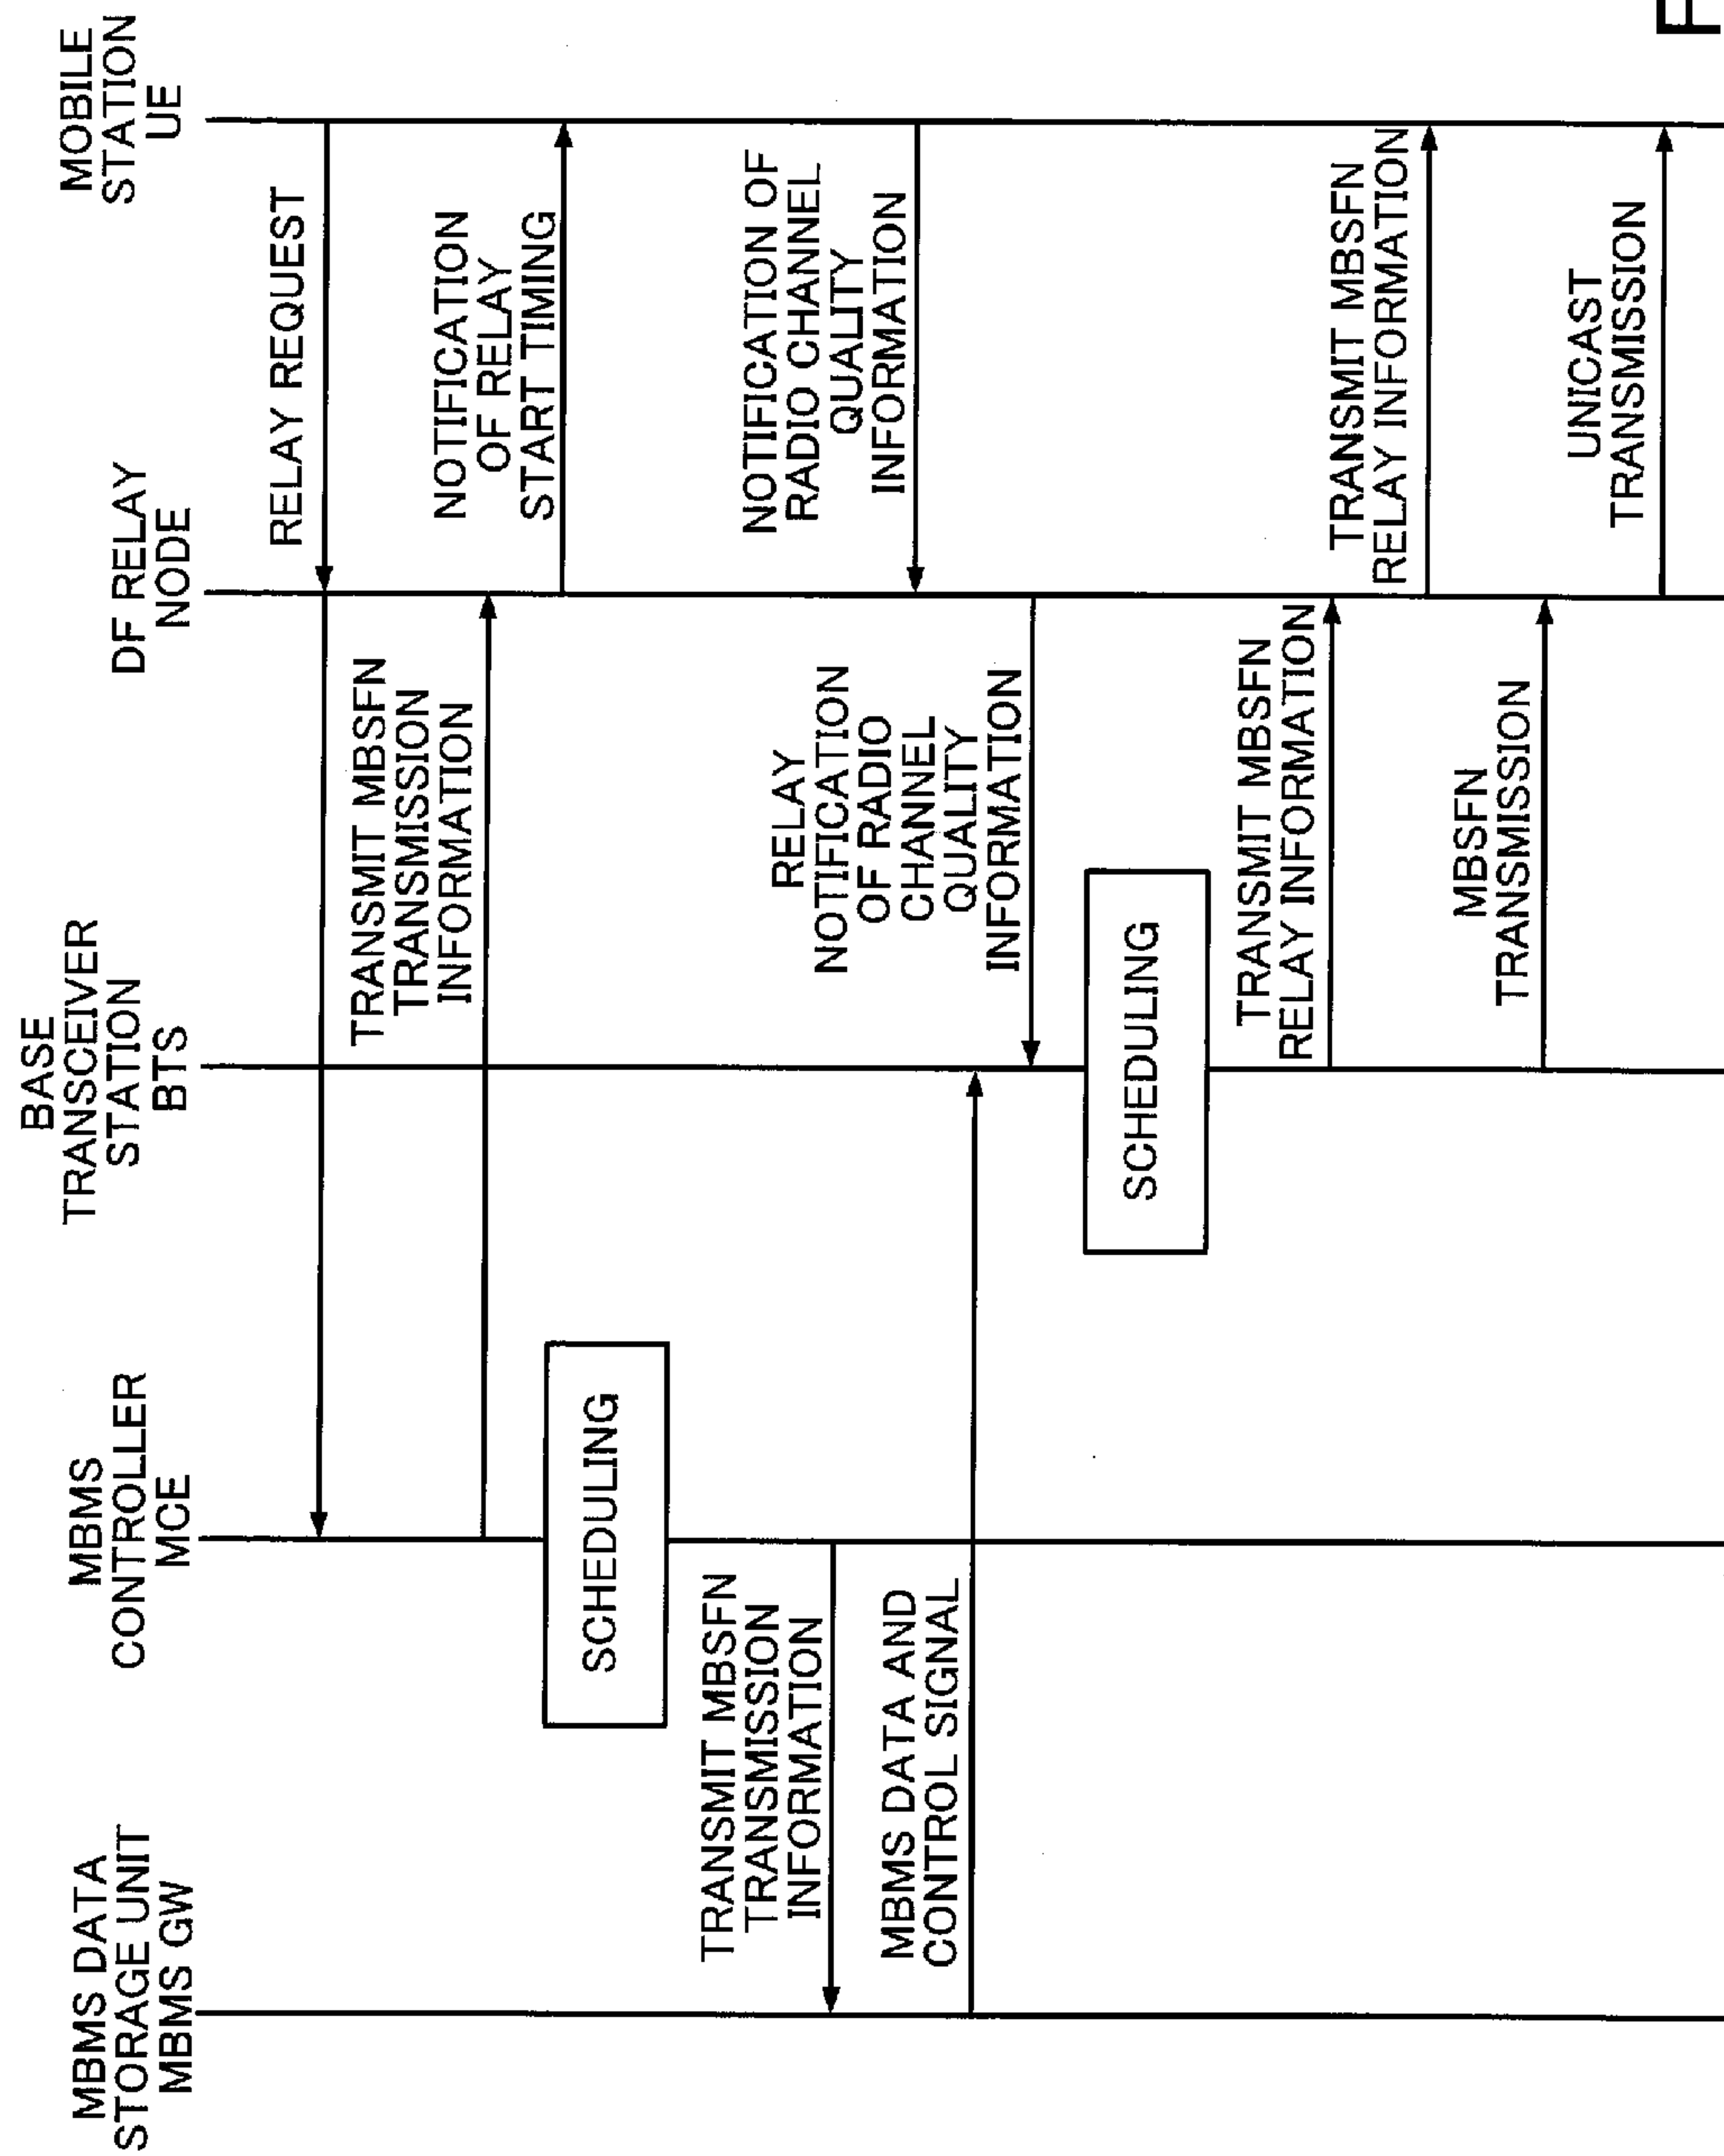 MBMS DATA
STORAGE UNIT
MBMS GW
MBMS
CONTROLLER
MCE
BASE
TRANSCEIVER
STATION
BTS
DF RELAY
NODE
MOBILE
STATION
UE
RELAY REQUEST
TRANSMIT MBSFN
TRANSMISSION
INFORMATION
NOTIFICATION
OF RELAY
START TIMING
SCHEDULING
TRANSMIT MBSFN
TRANSMISSION
INFORMATION
NOTIFICATION OF
RADIO CHANNEL
QUALITY
INFORMATION
MBMS DATA AND
CONTROL SIGNAL
RELAY
NOTIFICATION
OF RADIO
CHANNEL
QUALITY
INFORMATION
SCHEDULING
TRANSMIT MBSFN
RELAY INFORMATION
TRANSMIT MBSFN
RELAY INFORMATION
MBSFN
TRANSMISSION
UNICAST
TRANSMISSION